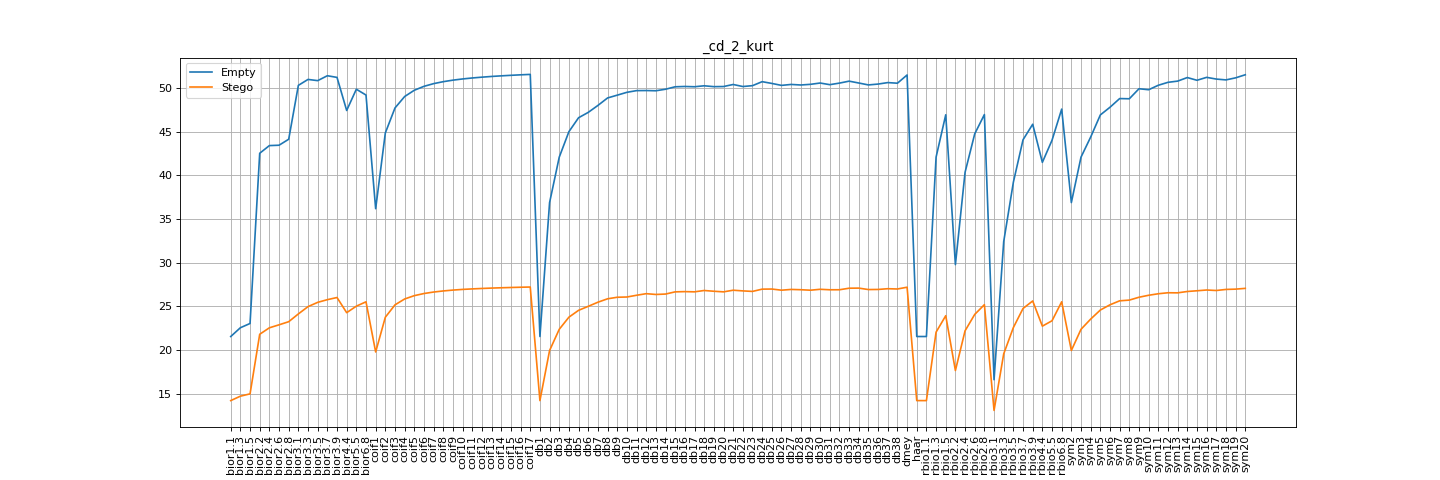 _cd_2_kurt
Empty
Stego
50
45
40
35
30
25
20
15
bior1.1
bior1.3
bior1.5
bior2.2
bior2.4
bior2.6
bior2.8
bior3.1
bior3.3
bior3.5
bior3.7
bior3.9
bior4.4
bior5.5
bior6.8
coif1
coif2
coif3
coif4
coif5
coif6
coif7
coif8
coif9
coif10
coif11
coif12
coif13
coif14
coif15
coif16
coif17
db1
db2
db3
db4
db5
db6
db7
db8
db9
db10
db11
db12
db13
db14
db15
db16
db17
db18
db19
db20
db21
db22
db23
db24
db25
db26
db27
db28
db29
db30
db31
db32
db33
db34
db35
db36
db37
db38
dmey
haar
rbio1.1
rbio1.3
rbio1.5
rbio2.2
rbio2.4
rbio2.6
rbio2.8
rbio3.1
rbio3.3
rbio3.5
rbio3.7
rbio3.9
rbio4.4
rbio5.5
rbio6.8
sym2
sym3
sym4
sym5
sym6
sym7
sym8
sym9
sym10
sym11
sym12
sym13
sym14
sym15
sym16
sym17
sym18
sym19
sym20